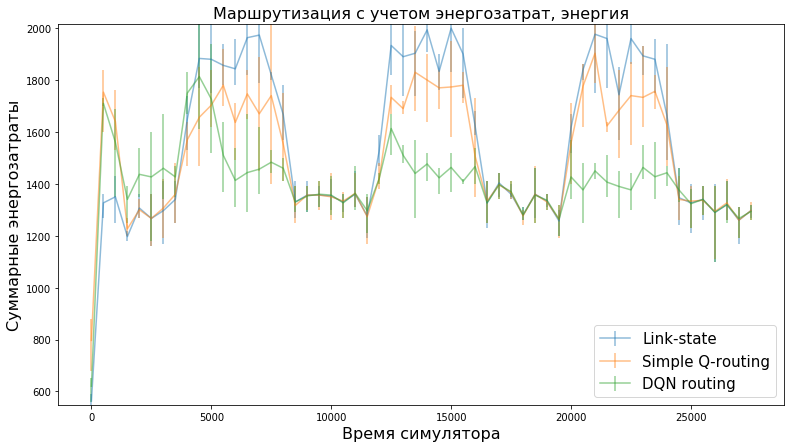 Маршрутизация с учетом энергозатрат, энергия
Суммарные энергозатраты
2000
1800
1600
1400
1200
1000
800
600
Link-state
Simple Q-routing
DQN routing
0
5000
10000
15000
20000
25000
Время симулятора